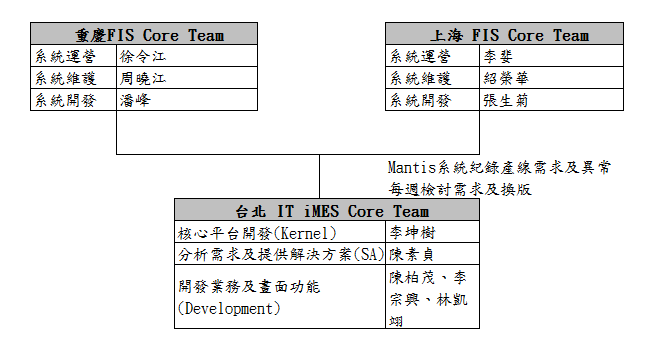 重慶FIS Core Team
系統運營 徐令江
系統維護 周曉江
系統開發 潘峰
上海 FIS Core Team
系統運營 李斐
系統維護 紹榮華
系統開發 張生菊
Mantis系統紀錄產線需求及異常
每週檢討需求及換版
台北 IT iMES Core Team
核心平台開發(Kernel) 李坤樹
分析需求及提供解決方案(SA) 陳素貞
開發業務及畫面功能
(Development)
陳柏茂、李
宗興、林凱
翊